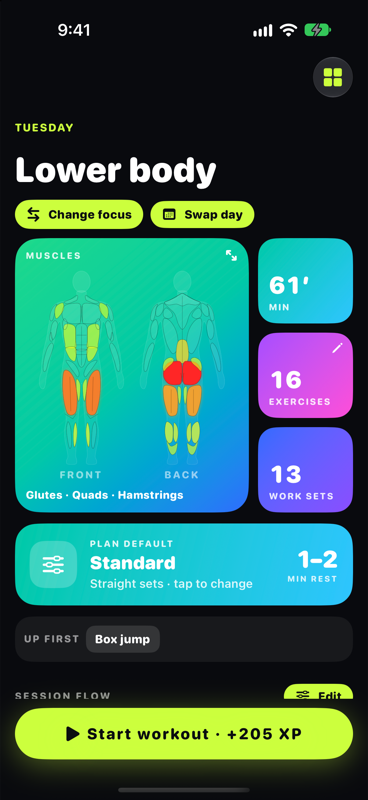 9:41
TUESDAY
Lower body
Change focus
Swap day
MUSCLES
FRONT
BACK
Glutes · Quads · Hamstrings
61'
MIN
16
EXERCISES
13
WORK SETS
PLAN DEFAULT
Standard
Straight sets · tap to change
1–2
MIN REST
UP FIRST Box jump
SESSION FLOW
Edit
Start workout · +205 XP